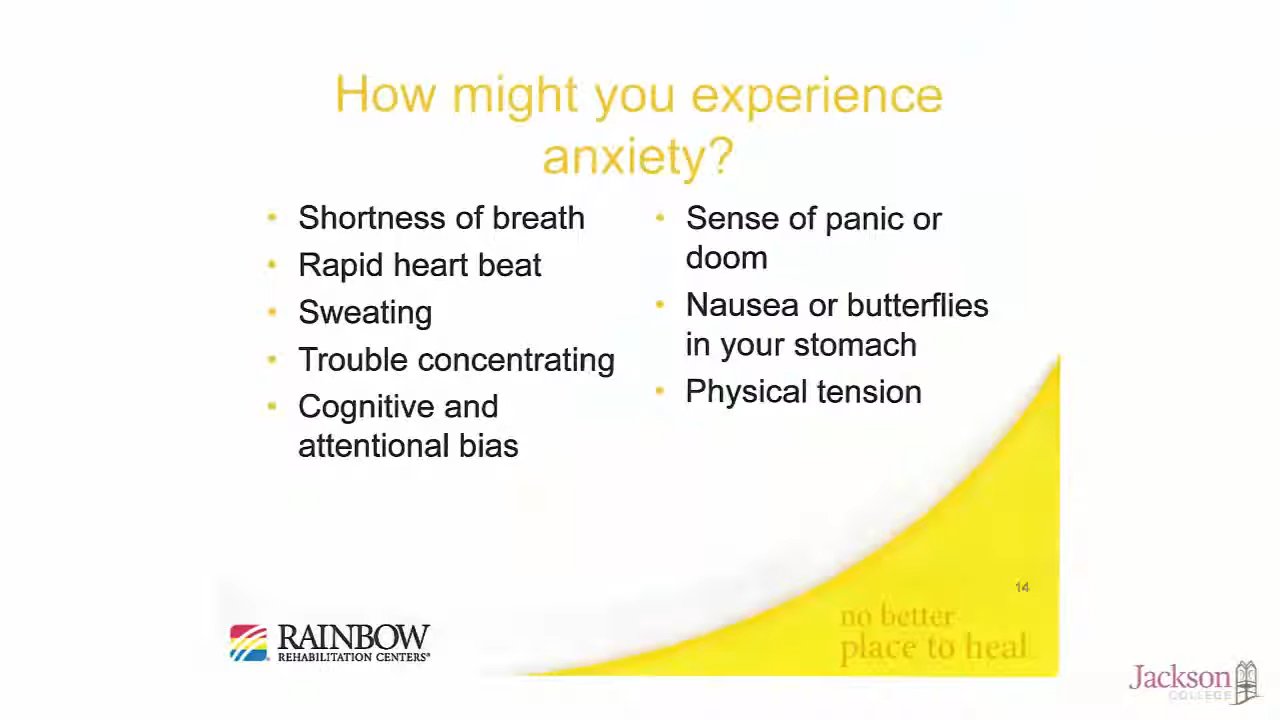 How might you experience
anxiety?
• Shortness of breath
• Rapid heart beat
• Sweating
• Trouble concentrating
• Cognitive and
attentional bias
• Sense of panic or
doom
• Nausea or butterflies
in your stomach
• Physical tension
14
no better
place to heal
RAINBOW
REHABILITATION CENTERS®
Jackson
COLLEGE